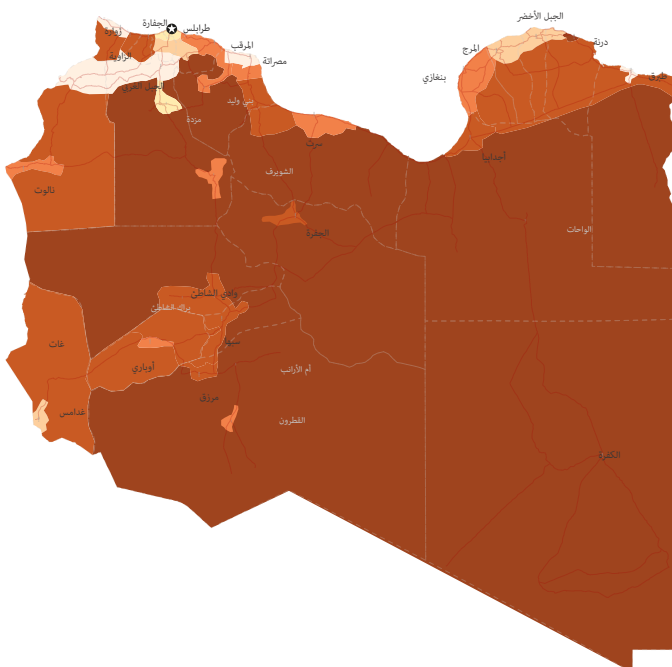 الجبل الأخضر
الجفارة
طرابلس
زوارة
درنة
المرقب
المرج
الزاوية
مصراتة
طبرق
بنغازي
الجبل الغربي
بني وليد
مزدة
سرت
أجدابيا
الشويرف
نالوت
الواحات
الجفرة
وادي الشاطئ
براك الشاطئ
سبها
غات
أوباري
أم الأرانب
مرزق
غدامس
القطرون
الكفرة